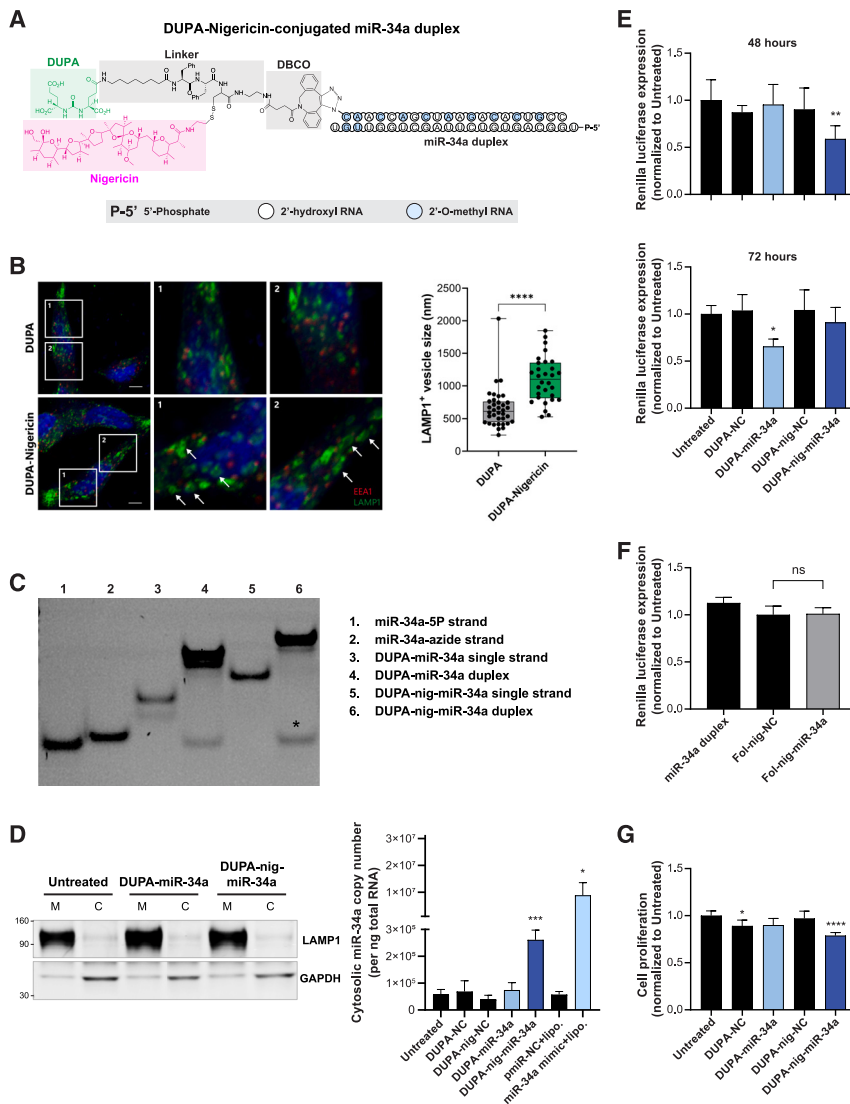 A
DUPA-Nigericin-conjugated miR-34a duplex
DUPA
Linker
DBCO
Nigericin
miR-34a duplex
P-5'
P-5' 5'-Phosphate
2'-hydroxyl RNA
2'-O-methyl RNA
B
DUPA
DUPA-Nigericin
1
2
1
2
1
2
1
2
EEA1
LAMP1
LAMP1+ vesicle size (nm)
2500
2000
1500
1000
500
0
****
DUPA
DUPA-Nigericin
C
1 2 3 4 5 6
*
1. miR-34a-5P strand
2. miR-34a-azide strand
3. DUPA-miR-34a single strand
4. DUPA-miR-34a duplex
5. DUPA-nig-miR-34a single strand
6. DUPA-nig-miR-34a duplex
D
Untreated DUPA-miR-34a DUPA-nig-
miR-34a
M C M C M C
160
90
LAMP1
GAPDH
30
Cytosolic miR-34a copy number
(per ng total RNA)
3×10⁷
2×10⁷
1×10⁷
3×10⁵
2×10⁵
1×10⁵
0
***
*
Untreated
DUPA-NC
DUPA-nig-NC
DUPA-miR-34a
DUPA-nig-miR-34a
pmiR-NC+lipo.
miR-34a mimic+lipo.
E
48 hours
Renilla luciferase expression
(normalized to Untreated)
1.5
1.0
0.5
0.0
**
72 hours
Renilla luciferase expression
(normalized to Untreated)
1.5
1.0
0.5
0.0
*
Untreated
DUPA-NC
DUPA-miR-34a
DUPA-nig-NC
DUPA-nig-miR-34a
F
Renilla luciferase expression
(normalized to Untreated)
1.5
1.0
0.5
0.0
ns
miR-34a duplex
Fol-nig-NC
Fol-nig-miR-34a
G
Cell proliferation
(normalized to Untreated)
1.5
1.0
0.5
0.0
*
****
Untreated
DUPA-NC
DUPA-miR-34a
DUPA-nig-NC
DUPA-nig-miR-34a